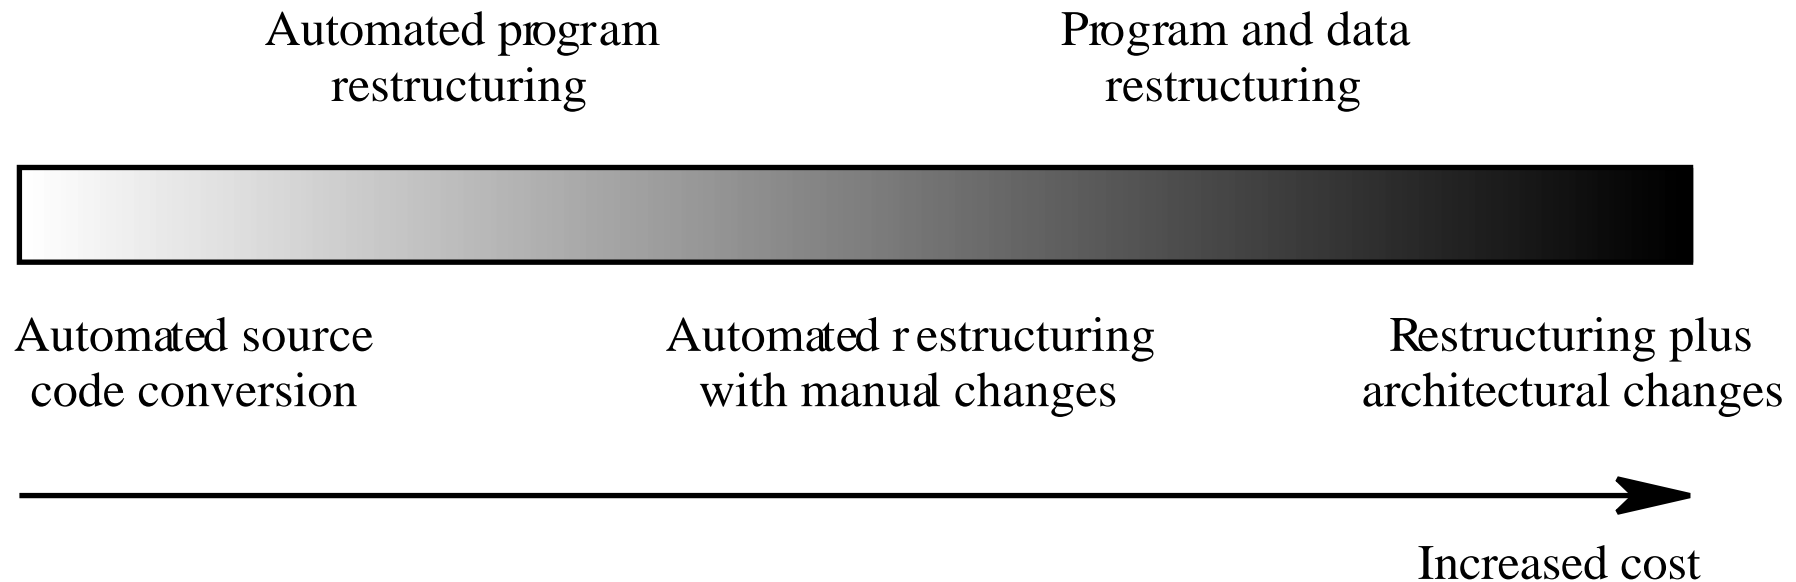 Automated program
restructuring
Program and data
restructuring
Automated source
code conversion
Automated restructuring
with manual changes
Restructuring plus
architectural changes
Increased cost